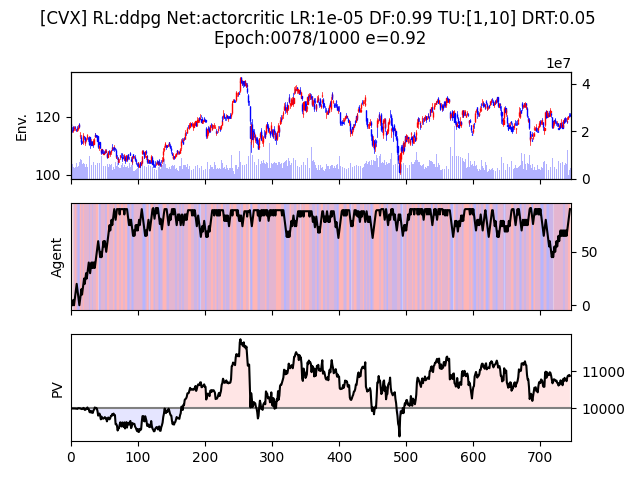 [CVX] RL:ddpg Net:actorcritic LR:1e-05 DF:0.99 TU:[1,10] DRT:0.05
Epoch:0078/1000 e=0.92
1e7
Env.
120
100
4
2
0
Agent
50
0
PV
11000
10000
0 100 200 300 400 500 600 700